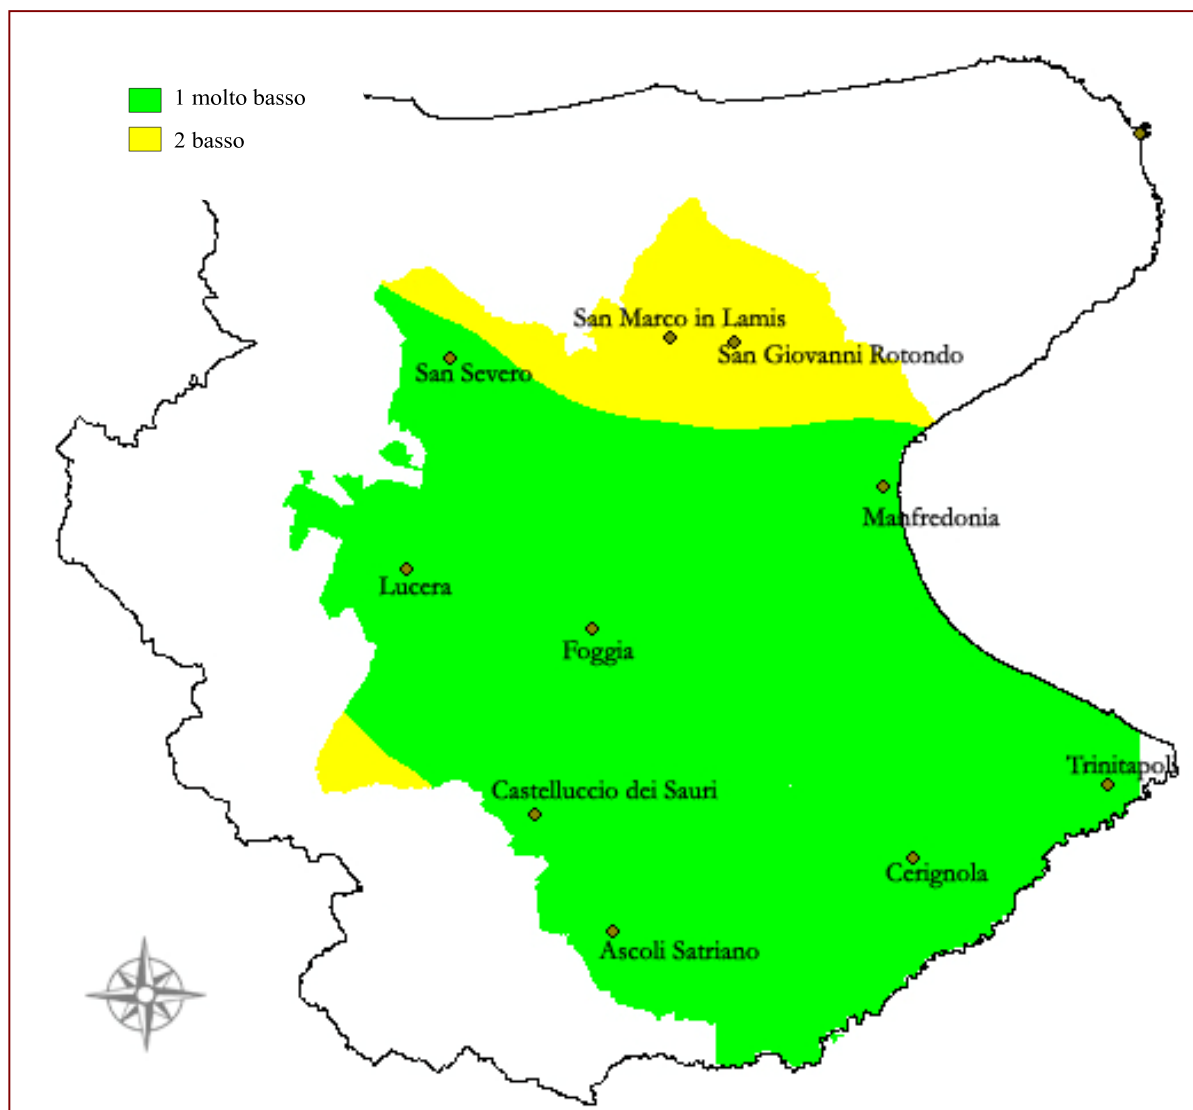 1 molto basso
2 basso
San Marco in Lamis
San Giovanni Rotondo
San Severo
Manfredonia
Lucera
Foggia
Trinitapoli
Castelluccio dei Sauri
Cerignola
Ascoli Satriano